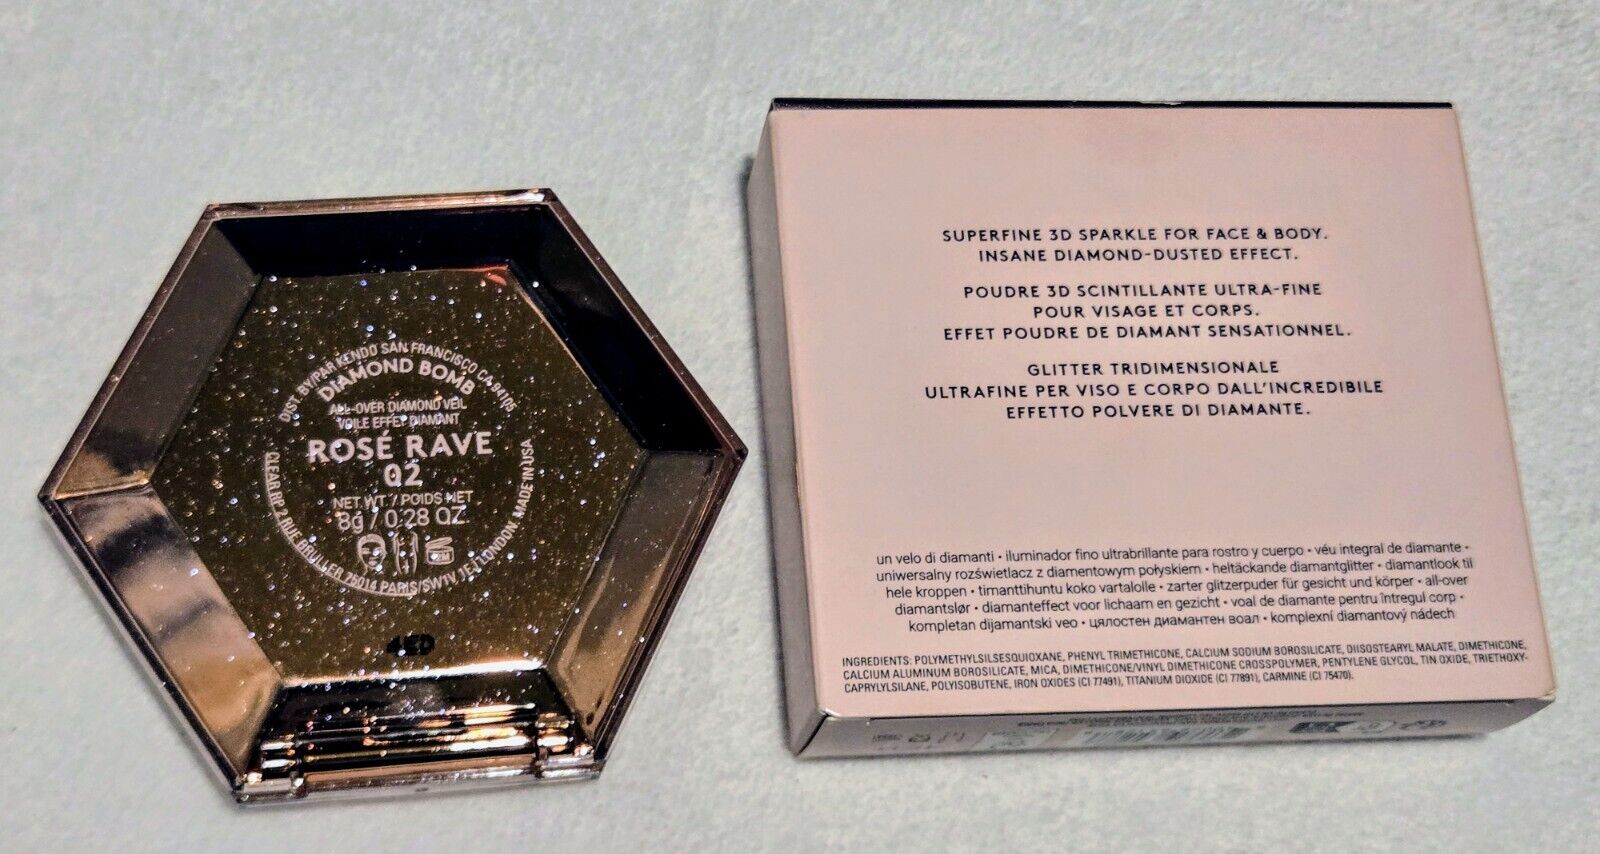 DIST. BY/PAR KENDO SAN FRANCISCO CA 94105
DIAMOND BOMB
ALL-OVER DIAMOND VEIL
VOILE EFFET DIAMANT
ROSÉ RAVE
02
NET WT / POIDS NET
8g / 0.28 OZ
CLEAR RP 2 RUE BRULLER 75014 PARIS/SW1V 1EJ LONDON. MADE IN USA
4ED
SUPERFINE 3D SPARKLE FOR FACE & BODY.
INSANE DIAMOND-DUSTED EFFECT.
POUDRE 3D SCINTILLANTE ULTRA-FINE
POUR VISAGE ET CORPS.
EFFET POUDRE DE DIAMANT SENSATIONNEL.
GLITTER TRIDIMENSIONALE
ULTRAFINE PER VISO E CORPO DALL'INCREDIBILE
EFFETTO POLVERE DI DIAMANTE.
un velo di diamanti • iluminador fino ultrabrillante para rostro y cuerpo • véu integral de diamante •
uniwersalny rozświetlacz z diamentowym połyskiem • heltäckande diamantglitter • diamantlook til
hele kroppen • timanttihuntu koko vartalolle • zarter glitzerpuder für gesicht und körper • all-over
diamantslør • diamanteffect voor lichaam en gezicht • voal de diamante pentru întregul corp •
kompletan dijamantski veo • цялостен диамантен воал • komplexní diamantový nádech
INGREDIENTS: POLYMETHYLSILSESQUIOXANE, PHENYL TRIMETHICONE, CALCIUM SODIUM BOROSILICATE, DIISOSTEARYL MALATE, DIMETHICONE,
CALCIUM ALUMINUM BOROSILICATE, MICA, DIMETHICONE/VINYL DIMETHICONE CROSSPOLYMER, PENTYLENE GLYCOL, TIN OXIDE, TRIETHOXY-
CAPRYLYLSILANE, POLYISOBUTENE, IRON OXIDES (CI 77491), TITANIUM DIOXIDE (CI 77891), CARMINE (CI 75470).